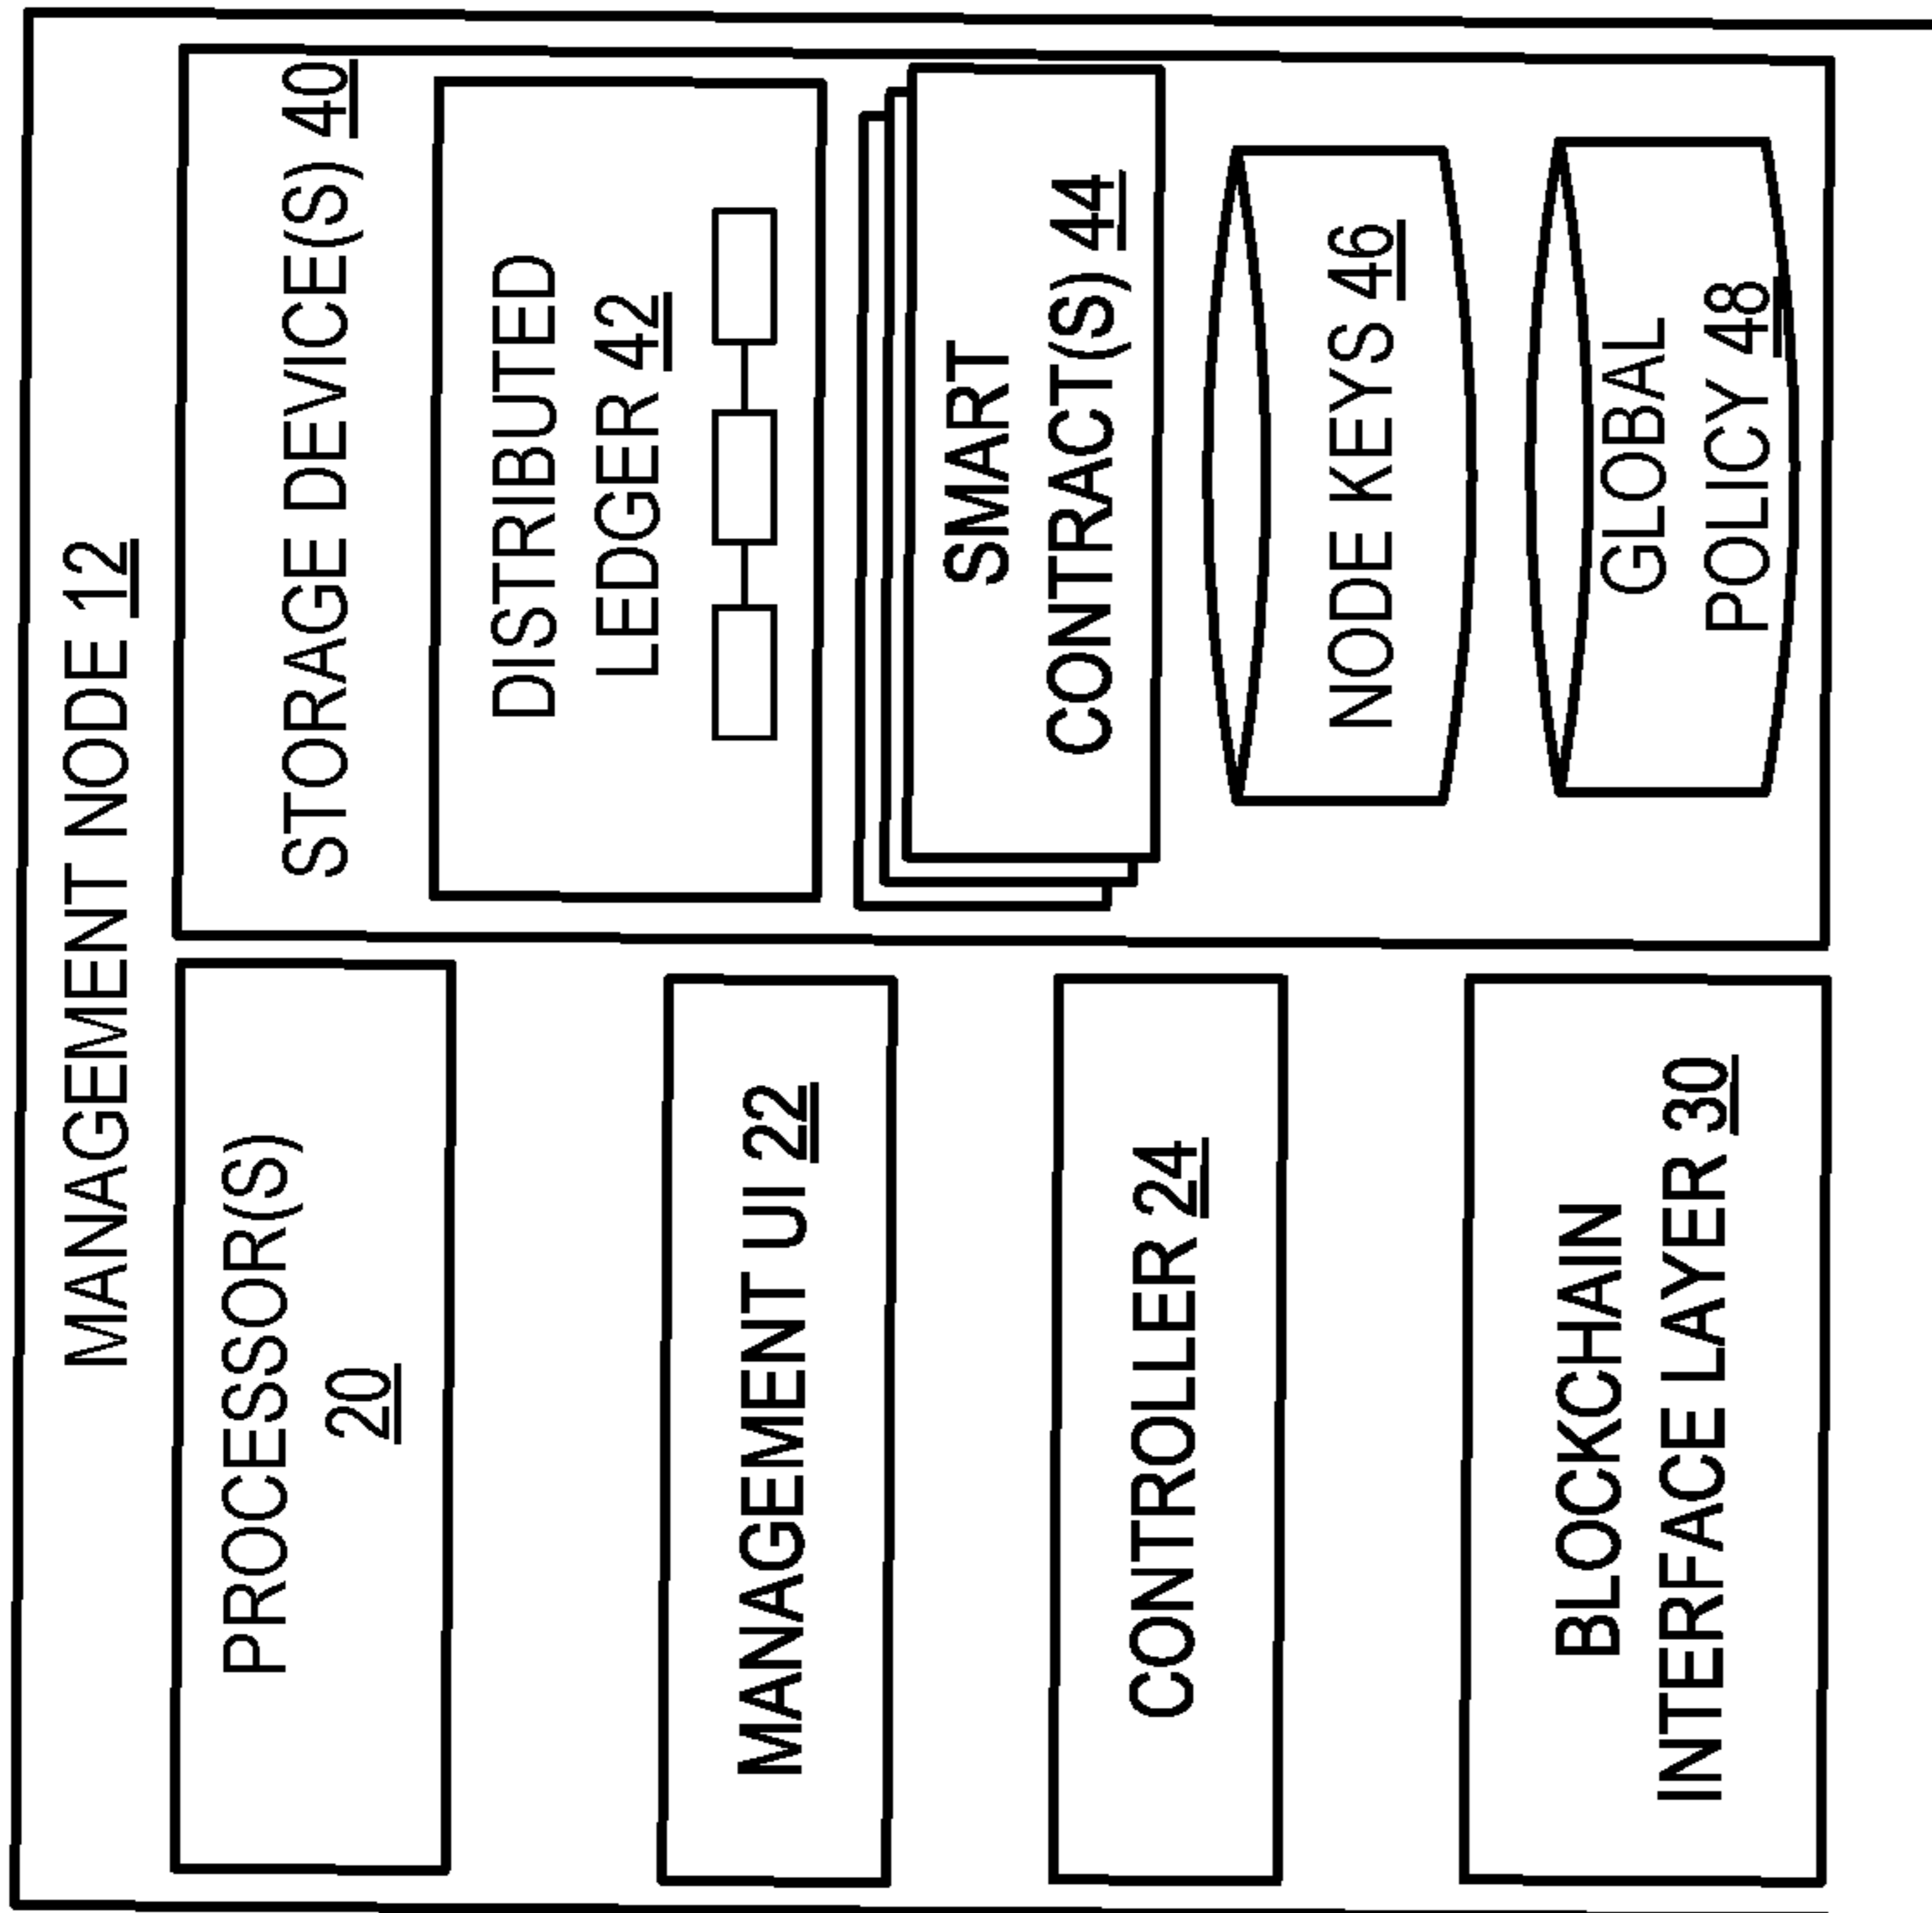 MANAGEMENT NODE 12
PROCESSOR(S)
20
MANAGEMENT UI 22
CONTROLLER 24
BLOCKCHAIN
INTERFACE LAYER 30
STORAGE DEVICE(S) 40
DISTRIBUTED
LEDGER 42
SMART
CONTRACT(S) 44
NODE KEYS 46
GLOBAL
POLICY 48